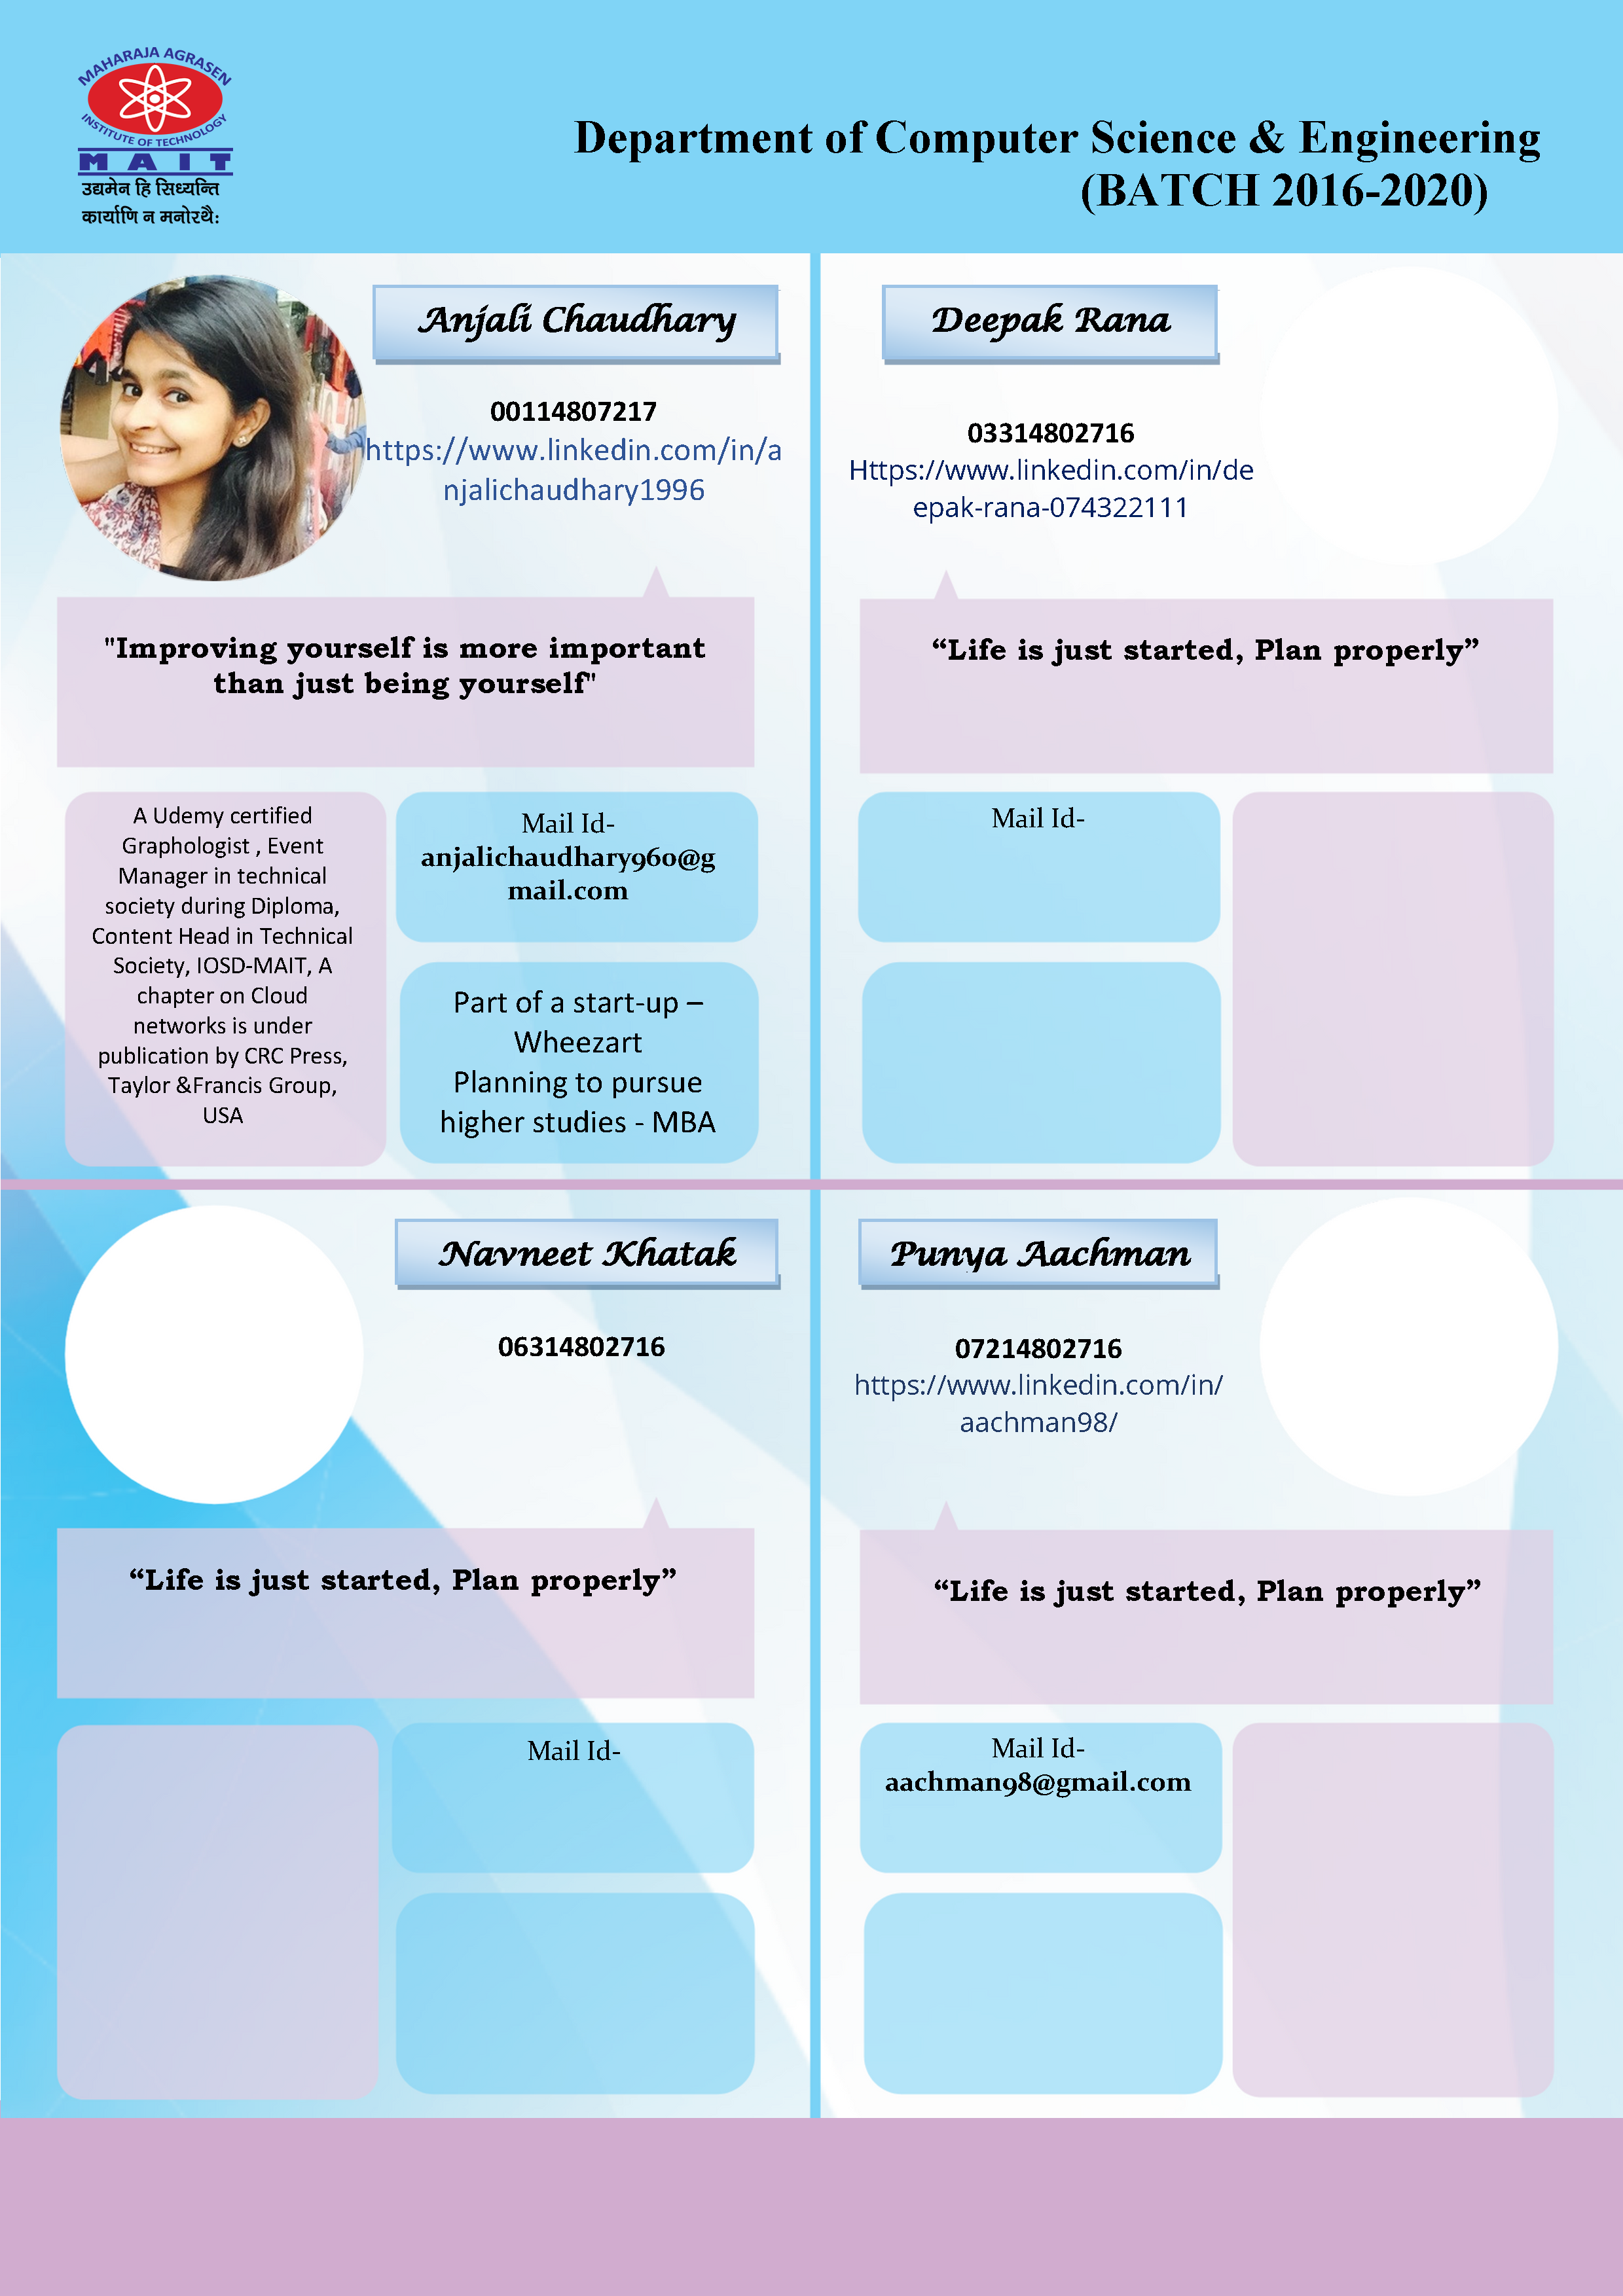 MAHARAJA AGRASEN
INSTITUTE OF TECHNOLOGY
MAIT
उद्यमेन हि सिध्यन्ति
कार्याणि न मनोरथैः
Department of Computer Science & Engineering
(BATCH 2016-2020)
Anjali Chaudhary
00114807217
https://www.linkedin.com/in/a
njalichaudhary1996
"Improving yourself is more important
than just being yourself"
A Udemy certified
Graphologist , Event
Manager in technical
society during Diploma,
Content Head in Technical
Society, IOSD-MAIT, A
chapter on Cloud
networks is under
publication by CRC Press,
Taylor &Francis Group,
USA
Mail Id-
anjalichaudhary960@g
mail.com
Part of a start-up –
Wheezart
Planning to pursue
higher studies - MBA
Deepak Rana
03314802716
Https://www.linkedin.com/in/de
epak-rana-074322111
“Life is just started, Plan properly”
Mail Id-
Navneet Khatak
06314802716
“Life is just started, Plan properly”
Mail Id-
Punya Aachman
07214802716
https://www.linkedin.com/in/
aachman98/
“Life is just started, Plan properly”
Mail Id-
aachman98@gmail.com